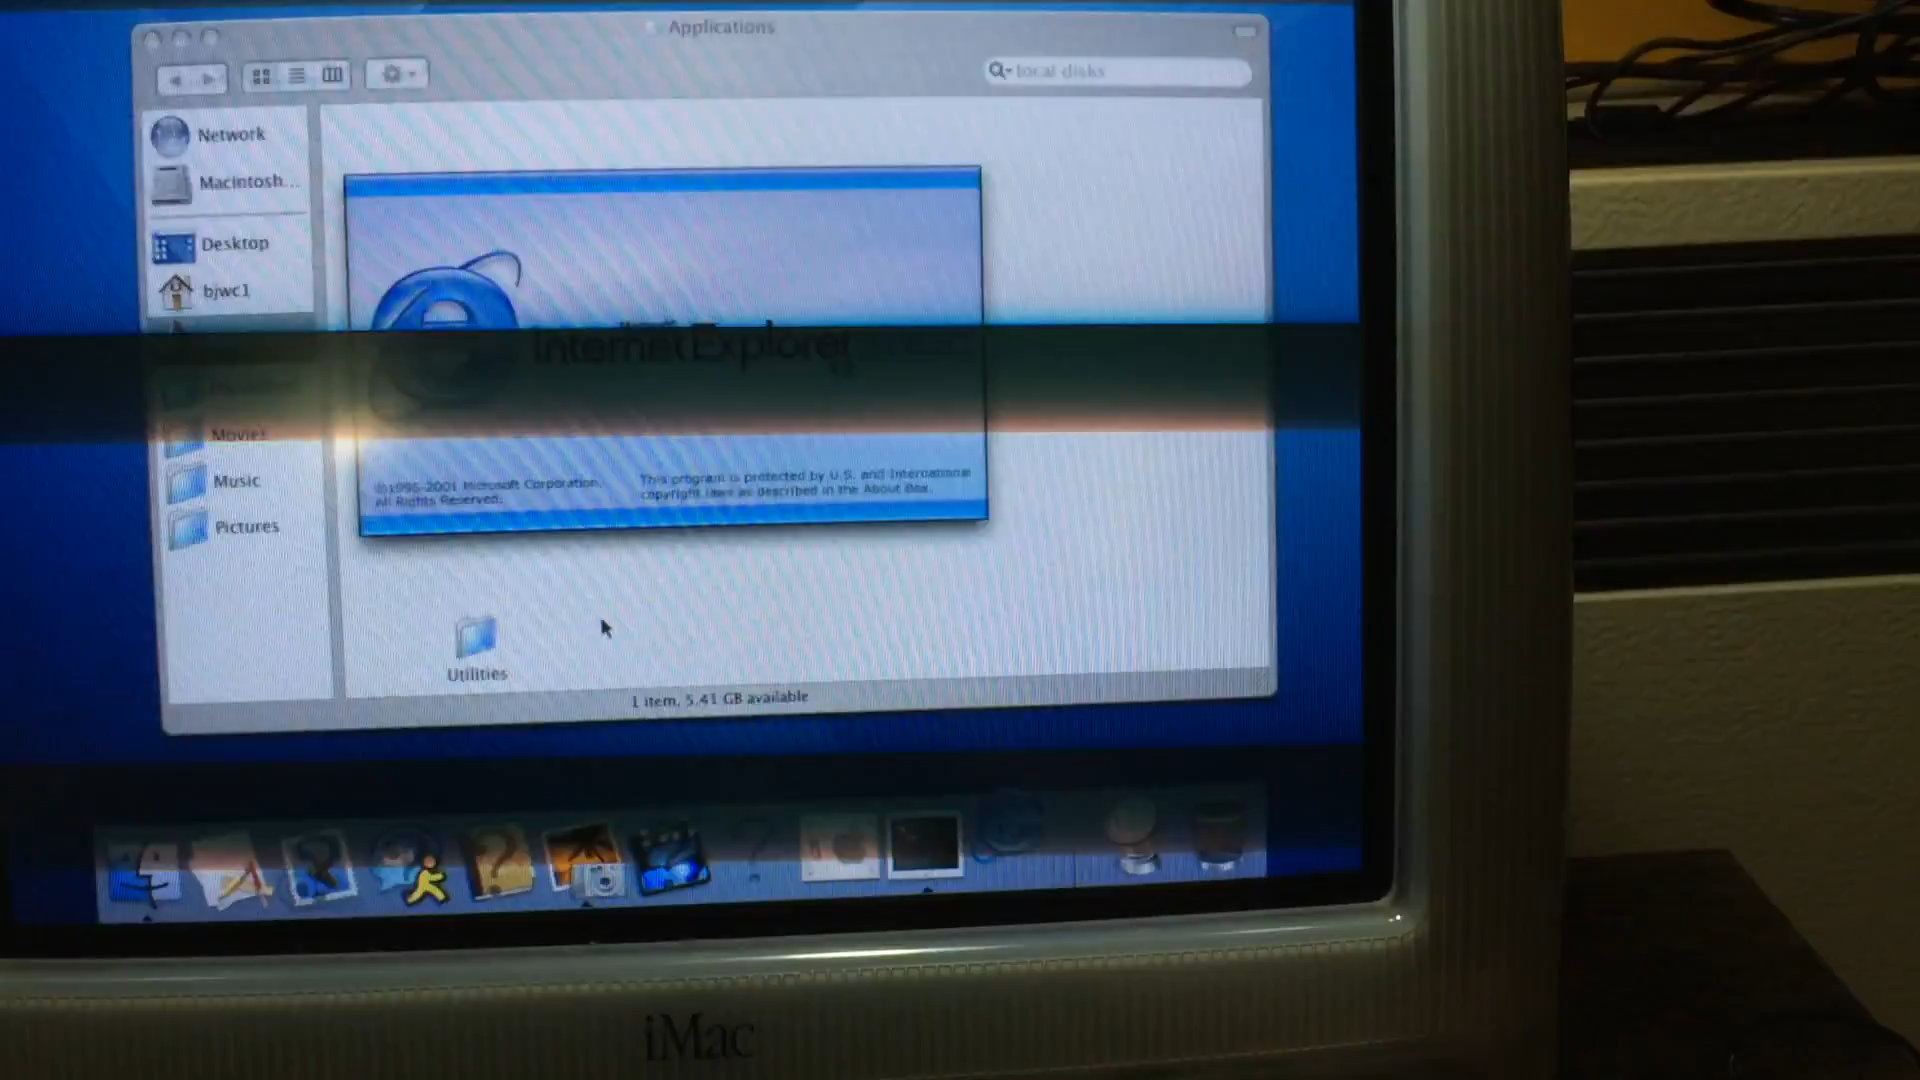 Applications
local disks
Network
Macintosh...
Desktop
bjwc1
Internet Explorer
Movies
Music
Pictures
©1995-2001 Microsoft Corporation.
All Rights Reserved.
This program is protected by U.S. and International
copyright laws as described in the About Box.
Utilities
1 item, 5.41 GB available
iMac